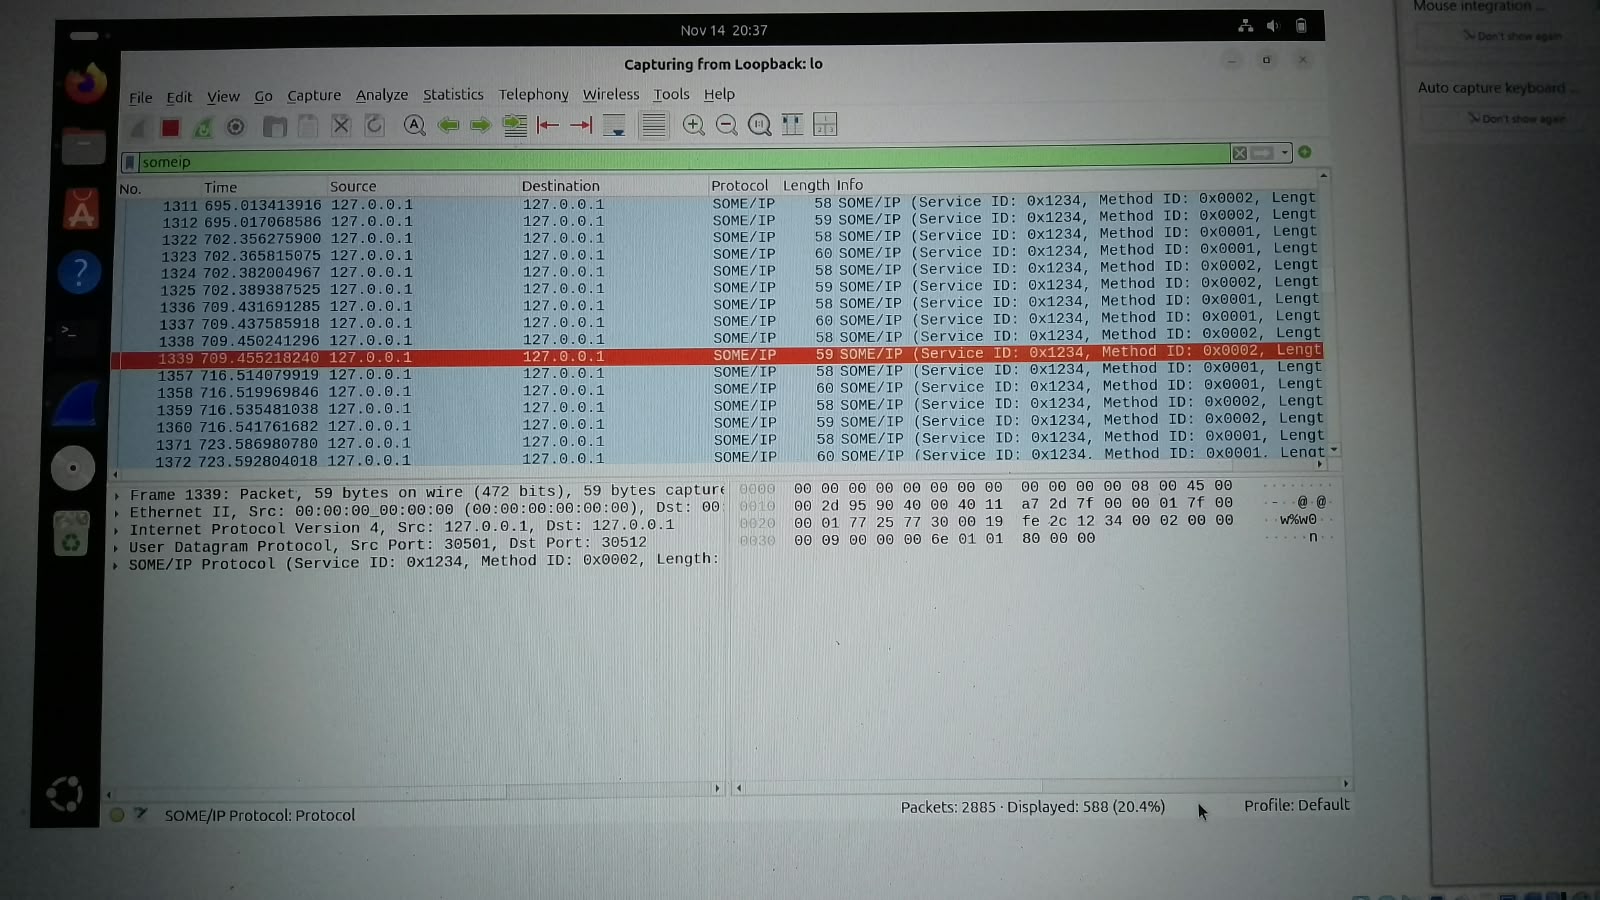 Mouse integration ...
Don't show again
Auto capture keyboard ...
Don't show again
Nov 14 20:37
Capturing from Loopback: lo
File Edit View Go Capture Analyze Statistics Telephony Wireless Tools Help
someip
No. Time Source Destination Protocol Length Info
1311 695.013413916 127.0.0.1 127.0.0.1 SOME/IP 58 SOME/IP (Service ID: 0x1234, Method ID: 0x0002, Lengt
1312 695.017068586 127.0.0.1 127.0.0.1 SOME/IP 59 SOME/IP (Service ID: 0x1234, Method ID: 0x0002, Lengt
1322 702.356275900 127.0.0.1 127.0.0.1 SOME/IP 58 SOME/IP (Service ID: 0x1234, Method ID: 0x0001, Lengt
1323 702.365815075 127.0.0.1 127.0.0.1 SOME/IP 60 SOME/IP (Service ID: 0x1234, Method ID: 0x0001, Lengt
1324 702.382004967 127.0.0.1 127.0.0.1 SOME/IP 58 SOME/IP (Service ID: 0x1234, Method ID: 0x0002, Lengt
1325 702.389387525 127.0.0.1 127.0.0.1 SOME/IP 59 SOME/IP (Service ID: 0x1234, Method ID: 0x0002, Lengt
1336 709.431691285 127.0.0.1 127.0.0.1 SOME/IP 58 SOME/IP (Service ID: 0x1234, Method ID: 0x0001, Lengt
1337 709.437585918 127.0.0.1 127.0.0.1 SOME/IP 60 SOME/IP (Service ID: 0x1234, Method ID: 0x0001, Lengt
1338 709.450241296 127.0.0.1 127.0.0.1 SOME/IP 58 SOME/IP (Service ID: 0x1234, Method ID: 0x0002, Lengt
1339 709.455218240 127.0.0.1 127.0.0.1 SOME/IP 59 SOME/IP (Service ID: 0x1234, Method ID: 0x0002, Lengt
1357 716.514079919 127.0.0.1 127.0.0.1 SOME/IP 58 SOME/IP (Service ID: 0x1234, Method ID: 0x0001, Lengt
1358 716.519969846 127.0.0.1 127.0.0.1 SOME/IP 60 SOME/IP (Service ID: 0x1234, Method ID: 0x0001, Lengt
1359 716.535481038 127.0.0.1 127.0.0.1 SOME/IP 58 SOME/IP (Service ID: 0x1234, Method ID: 0x0002, Lengt
1360 716.541761682 127.0.0.1 127.0.0.1 SOME/IP 59 SOME/IP (Service ID: 0x1234, Method ID: 0x0002, Lengt
1371 723.586980780 127.0.0.1 127.0.0.1 SOME/IP 58 SOME/IP (Service ID: 0x1234, Method ID: 0x0001, Lengt
1372 723.592804018 127.0.0.1 127.0.0.1 SOME/IP 60 SOME/IP (Service ID: 0x1234, Method ID: 0x0001, Lengt
Frame 1339: Packet, 59 bytes on wire (472 bits), 59 bytes capture
Ethernet II, Src: 00:00:00_00:00:00 (00:00:00:00:00:00), Dst: 00:
Internet Protocol Version 4, Src: 127.0.0.1, Dst: 127.0.0.1
User Datagram Protocol, Src Port: 30501, Dst Port: 30512
SOME/IP Protocol (Service ID: 0x1234, Method ID: 0x0002, Length:
0000 00 00 00 00 00 00 00 00 00 00 00 00 08 00 45 00 ········
0010 00 2d 95 90 40 00 40 11 a7 2d 7f 00 00 01 7f 00 ·-··@·@·
0020 00 01 77 25 77 30 00 19 fe 2c 12 34 00 02 00 00 ··w%w0··
0030 00 09 00 00 00 6e 01 01 80 00 00 ·····n··
SOME/IP Protocol: Protocol
Packets: 2885 · Displayed: 588 (20.4%)
Profile: Default